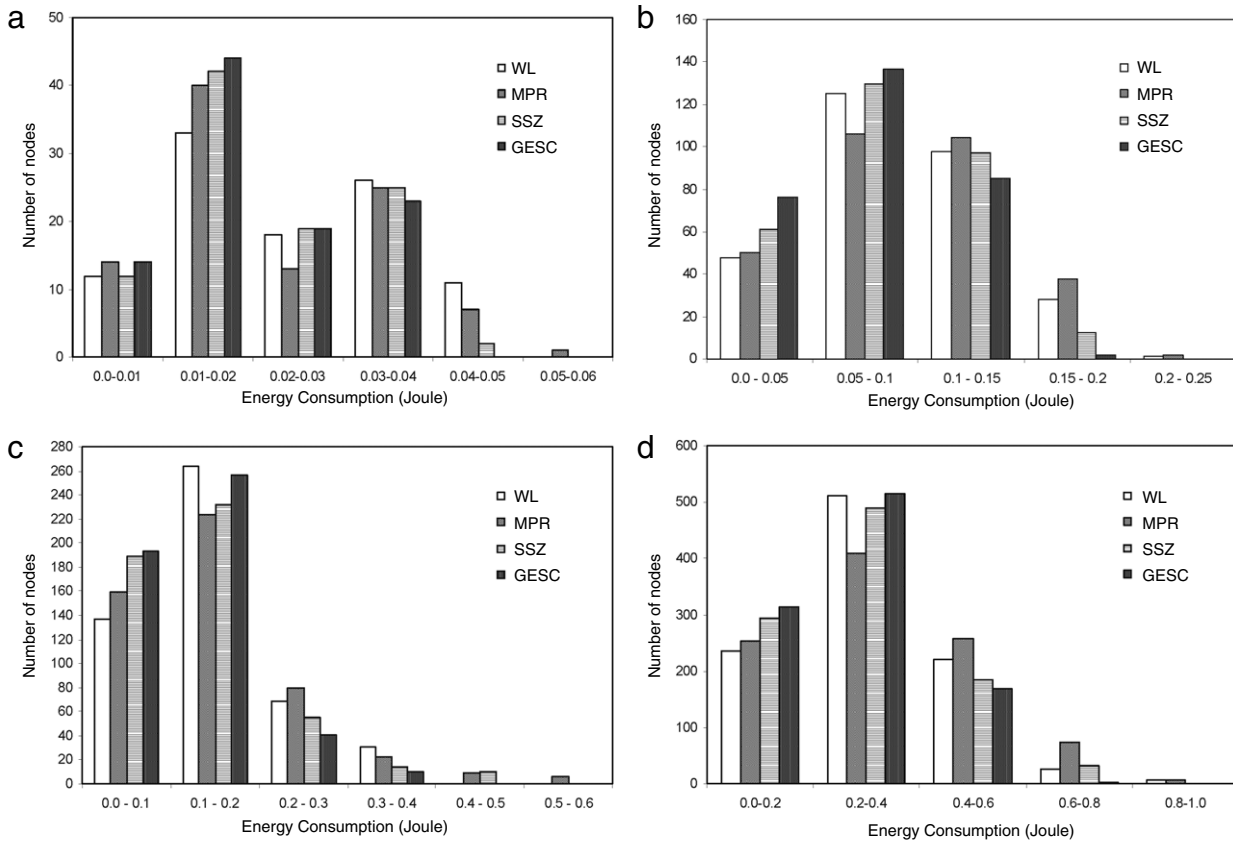 a
50
40
30
20
10
0
Number of nodes
WL
MPR
SSZ
GESC
0.0-0.01
0.01-0.02
0.02-0.03
0.03-0.04
0.04-0.05
0.05-0.06
Energy Consumption (Joule)
b
160
140
120
100
80
60
40
20
0
Number of nodes
WL
MPR
SSZ
GESC
0.0 - 0.05
0.05 - 0.1
0.1 - 0.15
0.15 - 0.2
0.2 - 0.25
Energy Consumption (Joule)
c
280
260
240
220
200
180
160
140
120
100
80
60
40
20
0
Number of nodes
WL
MPR
SSZ
GESC
0.0 - 0.1
0.1 - 0.2
0.2 - 0.3
0.3 - 0.4
0.4 - 0.5
0.5 - 0.6
Energy Consumption (Joule)
d
600
500
400
300
200
100
0
Number of nodes
WL
MPR
SSZ
GESC
0.0-0.2
0.2-0.4
0.4-0.6
0.6-0.8
0.8-1.0
Energy Consumption (Joule)